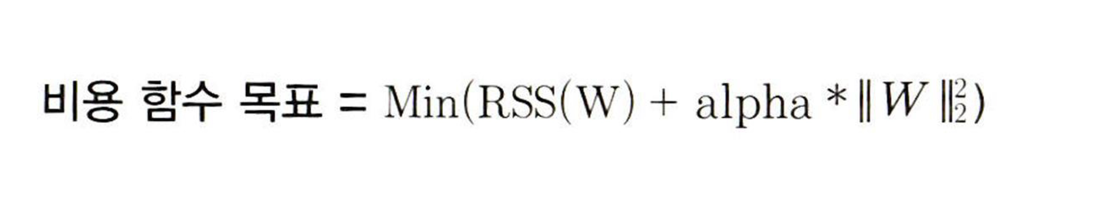 비용 함수 목표 = Min(RSS(W) + alpha * ‖ W ‖₂²)